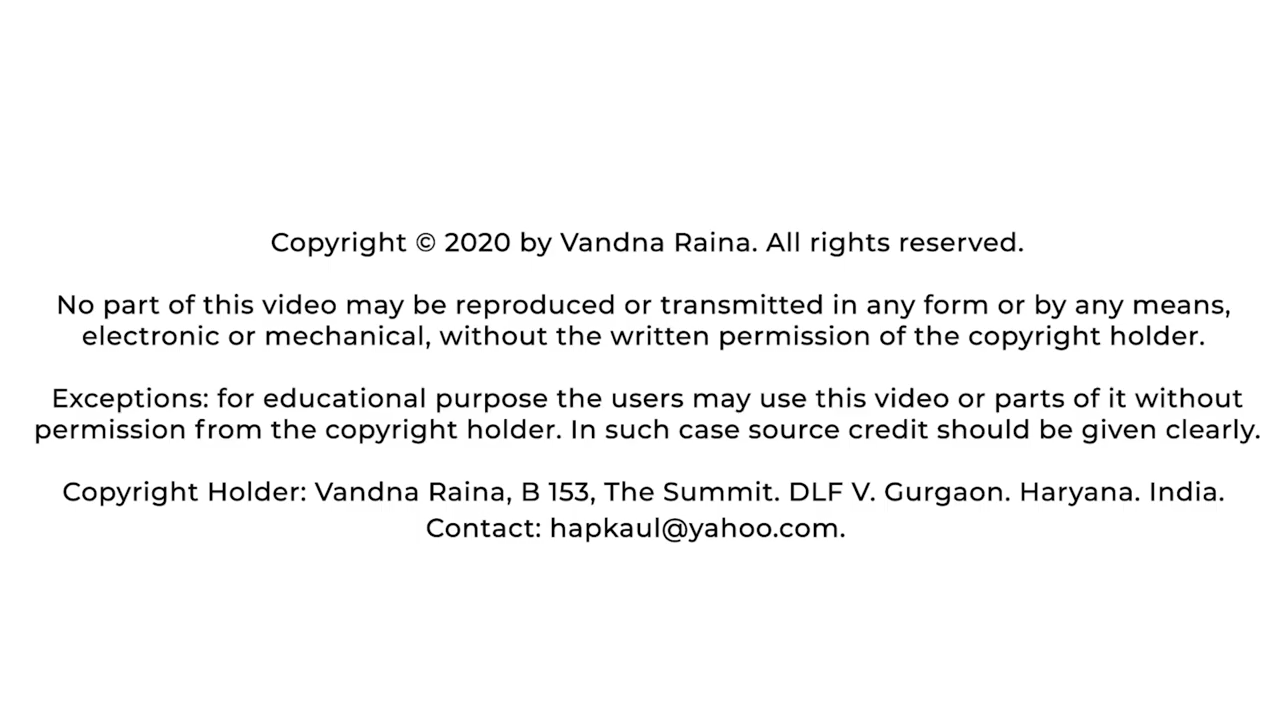 Copyright © 2020 by Vandna Raina. All rights reserved.
No part of this video may be reproduced or transmitted in any form or by any means,
electronic or mechanical, without the written permission of the copyright holder.
Exceptions: for educational purpose the users may use this video or parts of it without
permission from the copyright holder. In such case source credit should be given clearly.
Copyright Holder: Vandna Raina, B 153, The Summit. DLF V. Gurgaon. Haryana. India.
Contact: hapkaul@yahoo.com.